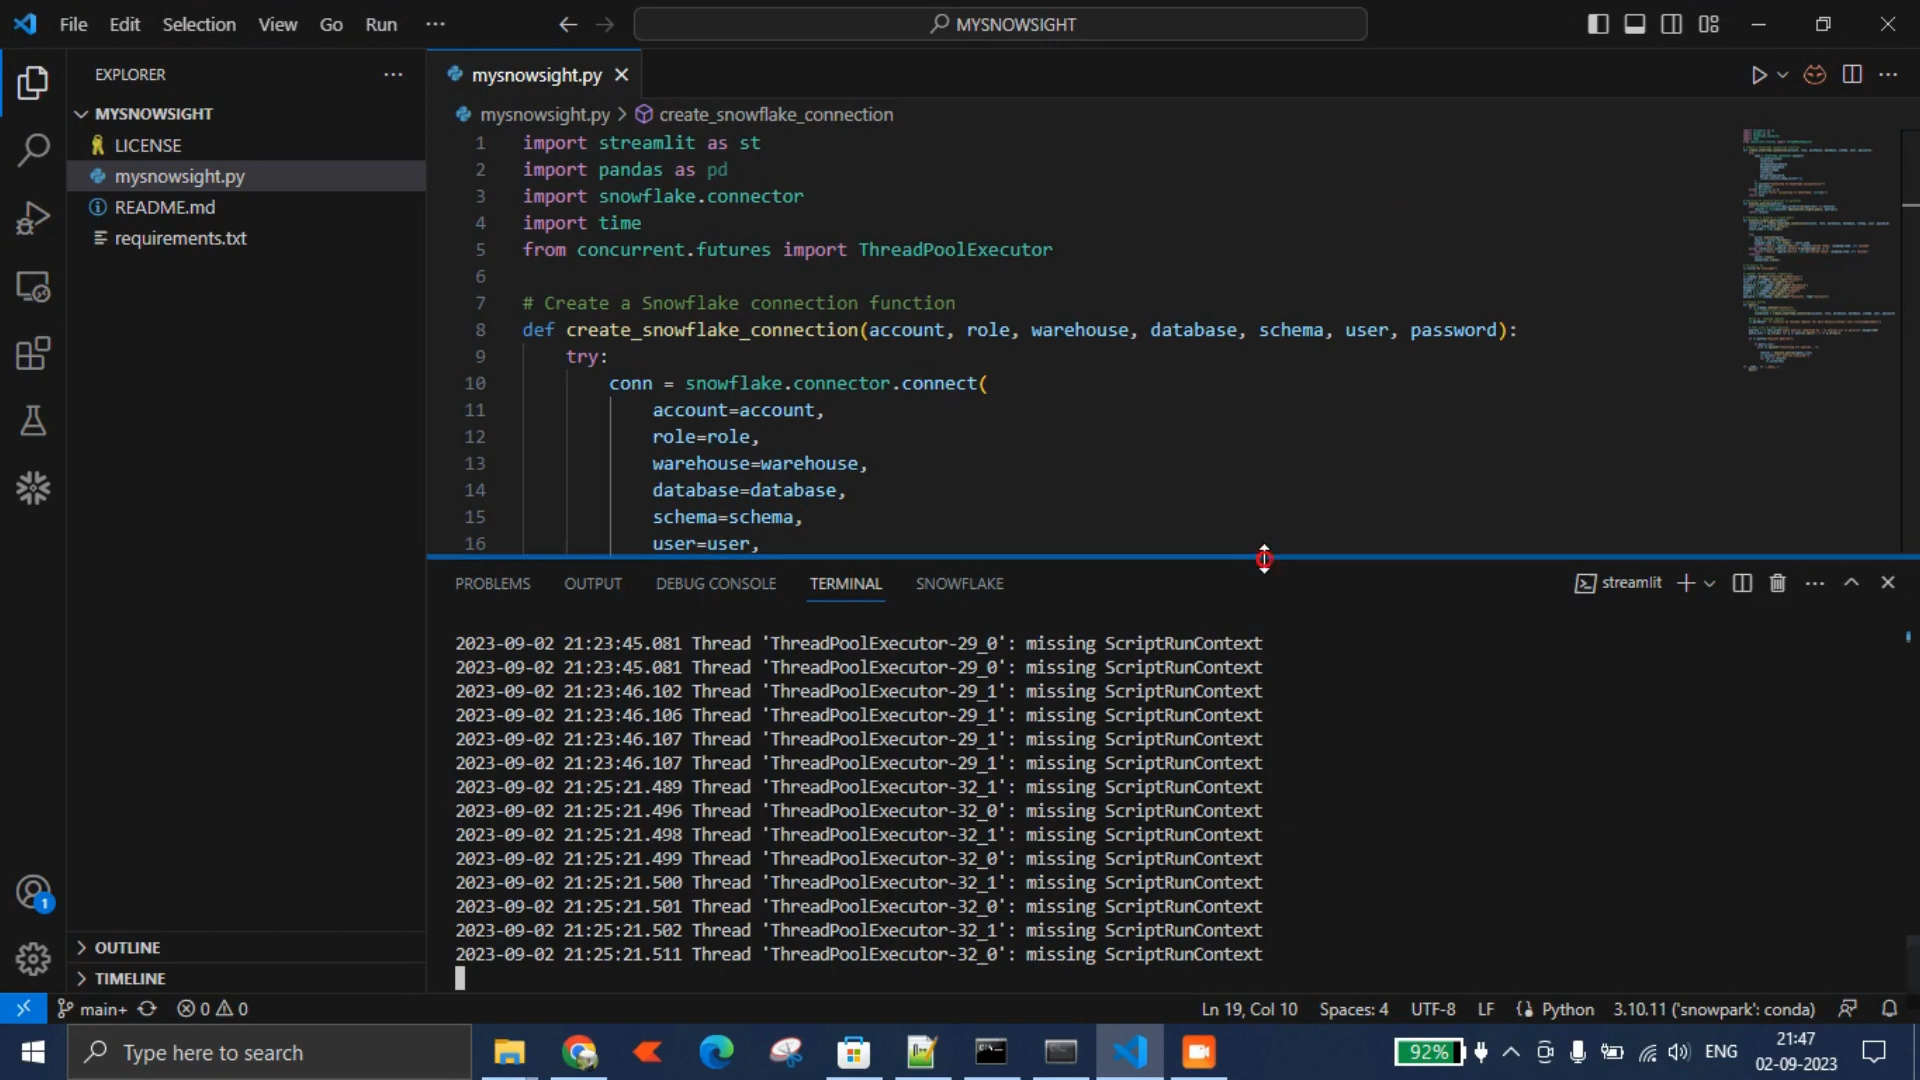 File Edit Selection View Go Run ··· MYSNOWSIGHT
EXPLORER ···
MYSNOWSIGHT
LICENSE
mysnowsight.py
README.md
requirements.txt
OUTLINE
TIMELINE
mysnowsight.py
mysnowsight.py > create_snowflake_connection
1 import streamlit as st
2 import pandas as pd
3 import snowflake.connector
4 import time
5 from concurrent.futures import ThreadPoolExecutor
6
7 # Create a Snowflake connection function
8 def create_snowflake_connection(account, role, warehouse, database, schema, user, password):
9 try:
10 conn = snowflake.connector.connect(
11 account=account,
12 role=role,
13 warehouse=warehouse,
14 database=database,
15 schema=schema,
16 user=user,
PROBLEMS OUTPUT DEBUG CONSOLE TERMINAL SNOWFLAKE streamlit
2023-09-02 21:23:45.081 Thread 'ThreadPoolExecutor-29_0': missing ScriptRunContext
2023-09-02 21:23:45.081 Thread 'ThreadPoolExecutor-29_0': missing ScriptRunContext
2023-09-02 21:23:46.102 Thread 'ThreadPoolExecutor-29_1': missing ScriptRunContext
2023-09-02 21:23:46.106 Thread 'ThreadPoolExecutor-29_1': missing ScriptRunContext
2023-09-02 21:23:46.107 Thread 'ThreadPoolExecutor-29_1': missing ScriptRunContext
2023-09-02 21:23:46.107 Thread 'ThreadPoolExecutor-29_1': missing ScriptRunContext
2023-09-02 21:25:21.489 Thread 'ThreadPoolExecutor-32_1': missing ScriptRunContext
2023-09-02 21:25:21.496 Thread 'ThreadPoolExecutor-32_0': missing ScriptRunContext
2023-09-02 21:25:21.498 Thread 'ThreadPoolExecutor-32_1': missing ScriptRunContext
2023-09-02 21:25:21.499 Thread 'ThreadPoolExecutor-32_0': missing ScriptRunContext
2023-09-02 21:25:21.500 Thread 'ThreadPoolExecutor-32_1': missing ScriptRunContext
2023-09-02 21:25:21.501 Thread 'ThreadPoolExecutor-32_0': missing ScriptRunContext
2023-09-02 21:25:21.502 Thread 'ThreadPoolExecutor-32_1': missing ScriptRunContext
2023-09-02 21:25:21.511 Thread 'ThreadPoolExecutor-32_0': missing ScriptRunContext
1
main+ 0 0 Ln 19, Col 10 Spaces: 4 UTF-8 LF Python 3.10.11 ('snowpark': conda)
Type here to search 92% ENG
21:47
02-09-2023